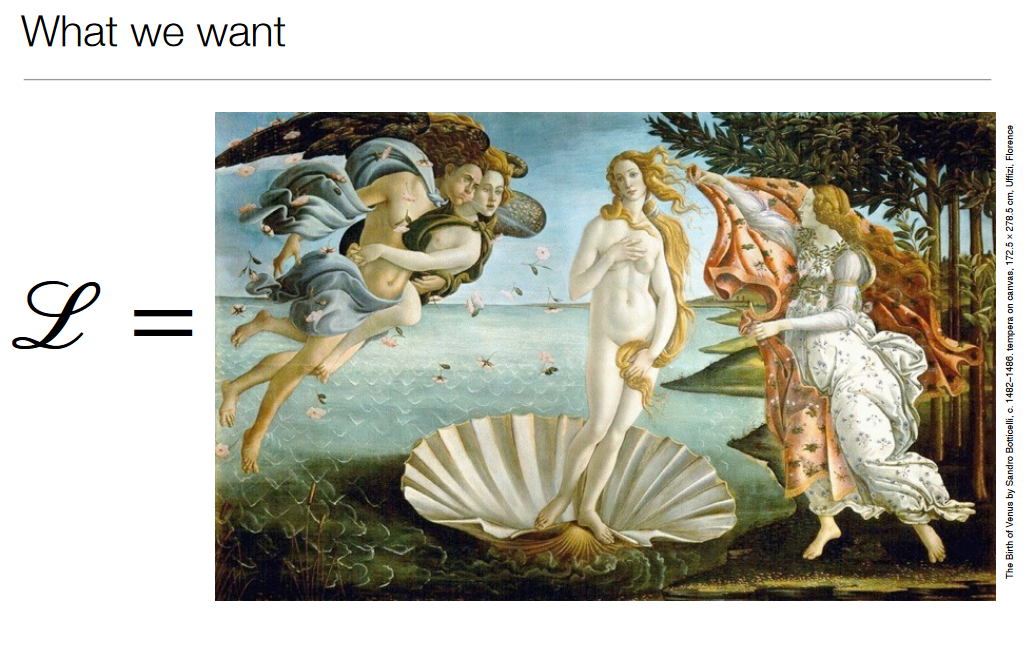 What we want
ℒ =
The Birth of Venus by Sandro Botticelli, c. 1482–1486. tempera on canvas, 172.5 × 278.5 cm, Uffizi, Florence